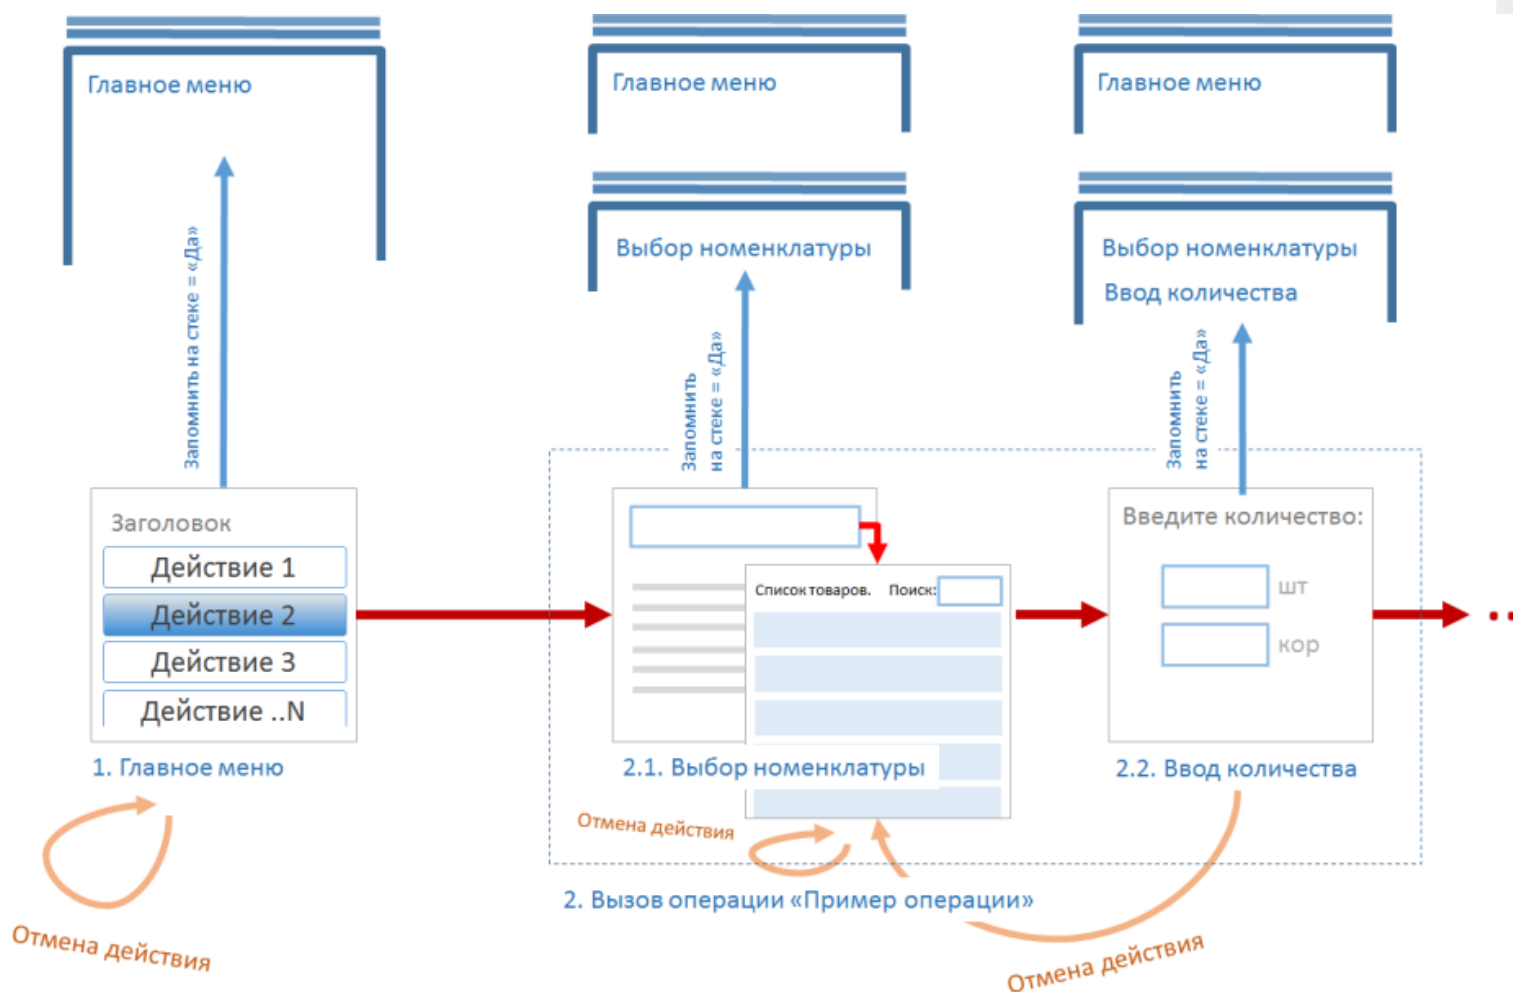 Главное меню
Главное меню
Главное меню
Выбор номенклатуры
Выбор номенклатуры
Ввод количества
Запомнить на стеке = «Да»
Запомнить
на стеке = «Да»
Запомнить
на стеке = «Да»
Заголовок
Действие 1
Действие 2
Действие 3
Действие ..N
Список товаров. Поиск:
Введите количество:
шт
кор
1. Главное меню
2.1. Выбор номенклатуры
2.2. Ввод количества
Отмена действия
2. Вызов операции «Пример операции»
Отмена действия
Отмена действия